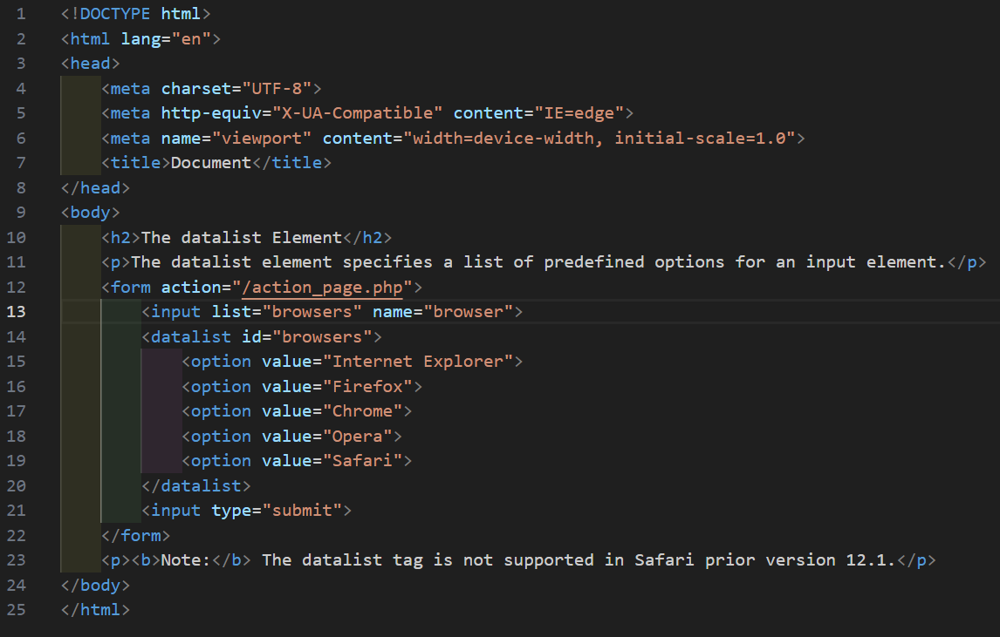 1 <!DOCTYPE html>
2 <html lang="en">
3 <head>
4     <meta charset="UTF-8">
5     <meta http-equiv="X-UA-Compatible" content="IE=edge">
6     <meta name="viewport" content="width=device-width, initial-scale=1.0">
7     <title>Document</title>
8 </head>
9 <body>
10     <h2>The datalist Element</h2>
11     <p>The datalist element specifies a list of predefined options for an input element.</p>
12     <form action="/action_page.php">
13         <input list="browsers" name="browser">
14         <datalist id="browsers">
15             <option value="Internet Explorer">
16             <option value="Firefox">
17             <option value="Chrome">
18             <option value="Opera">
19             <option value="Safari">
20         </datalist>
21         <input type="submit">
22     </form>
23     <p><b>Note:</b> The datalist tag is not supported in Safari prior version 12.1.</p>
24 </body>
25 </html>